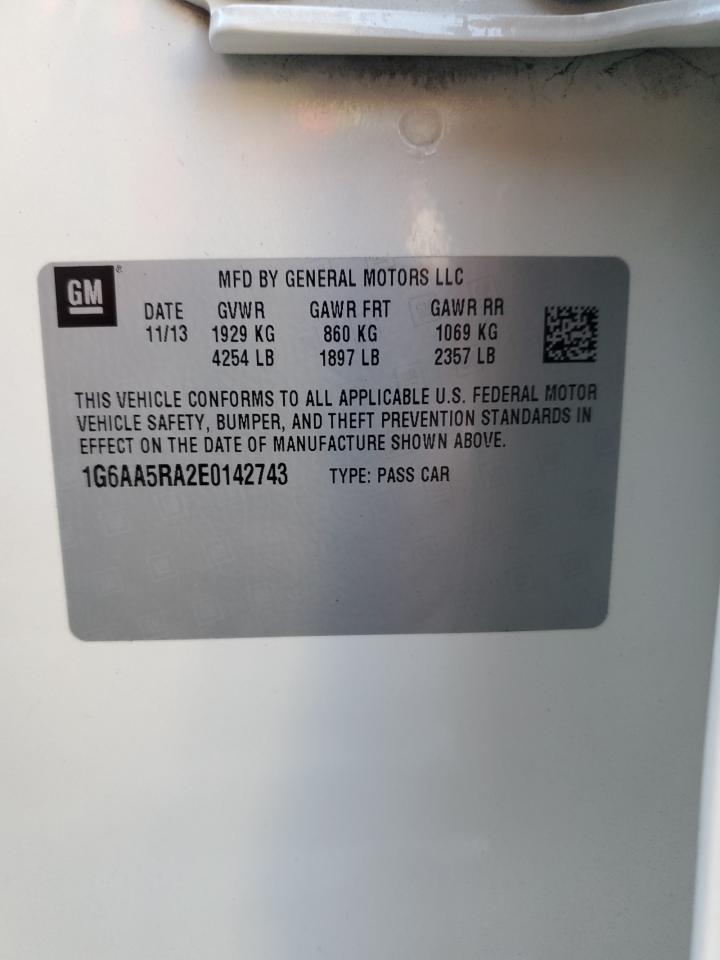 GM® MFD BY GENERAL MOTORS LLC
DATE GVWR GAWR FRT GAWR RR
11/13 1929 KG 860 KG 1069 KG
4254 LB 1897 LB 2357 LB
THIS VEHICLE CONFORMS TO ALL APPLICABLE U.S. FEDERAL MOTOR
VEHICLE SAFETY, BUMPER, AND THEFT PREVENTION STANDARDS IN
EFFECT ON THE DATE OF MANUFACTURE SHOWN ABOVE.
1G6AA5RA2E0142743 TYPE: PASS CAR